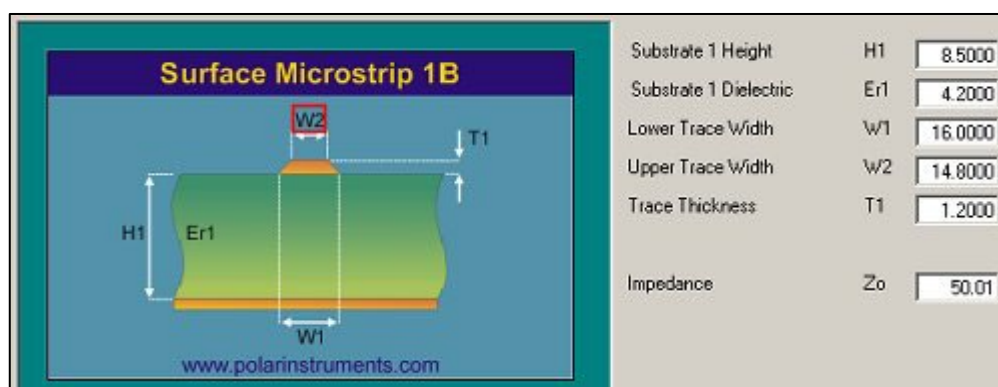 Surface Microstrip 1B
W2
T1
H1
Er1
W1
www.polarinstruments.com
Substrate 1 Height H1 8.5000
Substrate 1 Dielectric Er1 4.2000
Lower Trace Width W1 16.0000
Upper Trace Width W2 14.8000
Trace Thickness T1 1.2000
Impedance Zo 50.01